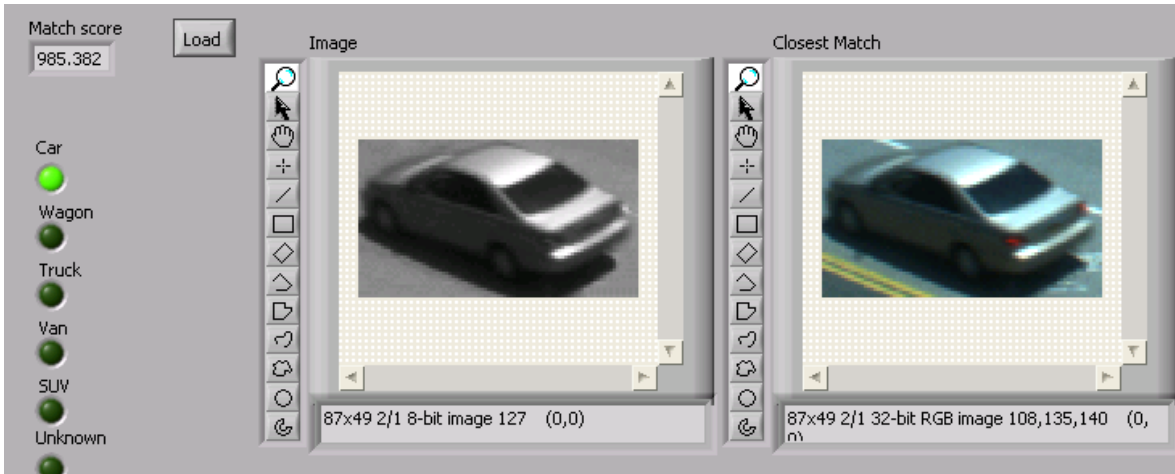 Match score
985.382
Load
Image
Closest Match
Car
Wagon
Truck
Van
SUV
Unknown
87x49 2/1 8-bit image 127 (0,0)
87x49 2/1 32-bit RGB image 108,135,140 (0,
0)